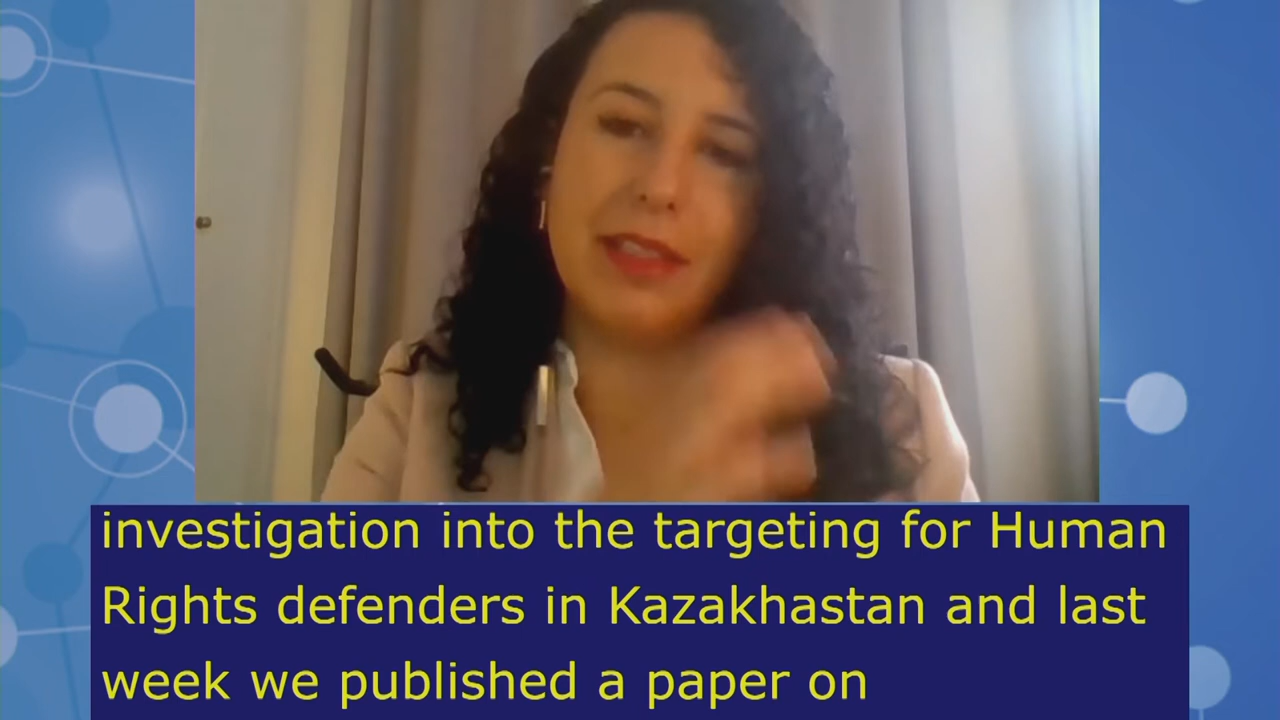 investigation into the targeting for Human
Rights defenders in Kazakhastan and last
week we published a paper on